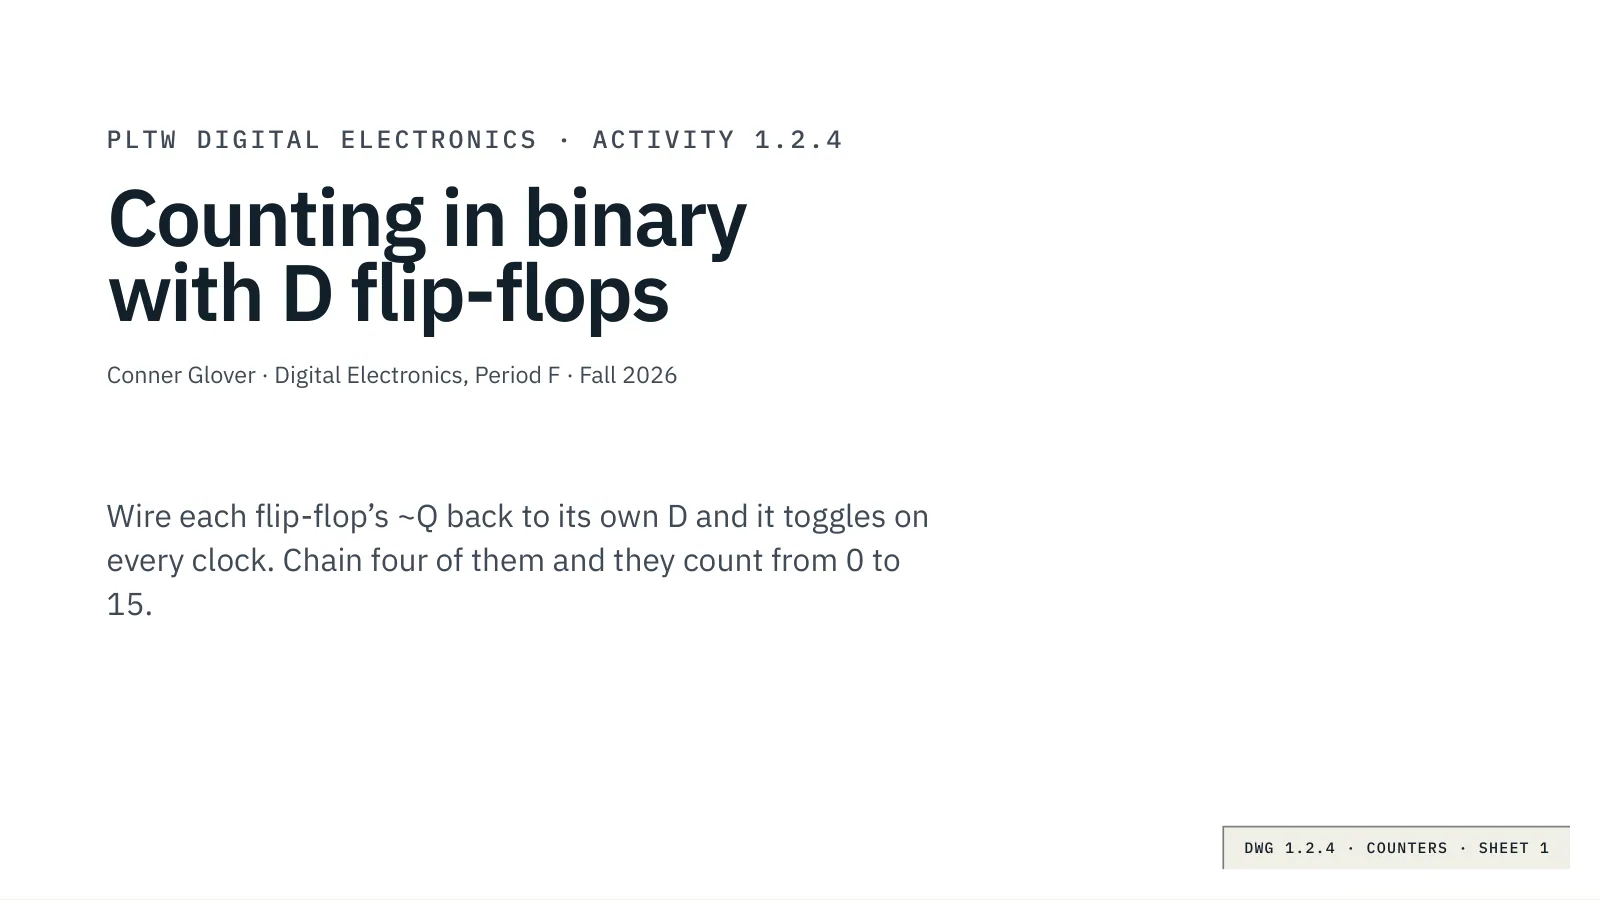 PLTW DIGITAL ELECTRONICS · ACTIVITY 1.2.4
Counting in binary
with D flip-flops
Conner Glover · Digital Electronics, Period F · Fall 2026
Wire each flip-flop’s ~Q back to its own D and it toggles on
every clock. Chain four of them and they count from 0 to
15.
DWG 1.2.4 · COUNTERS · SHEET 1